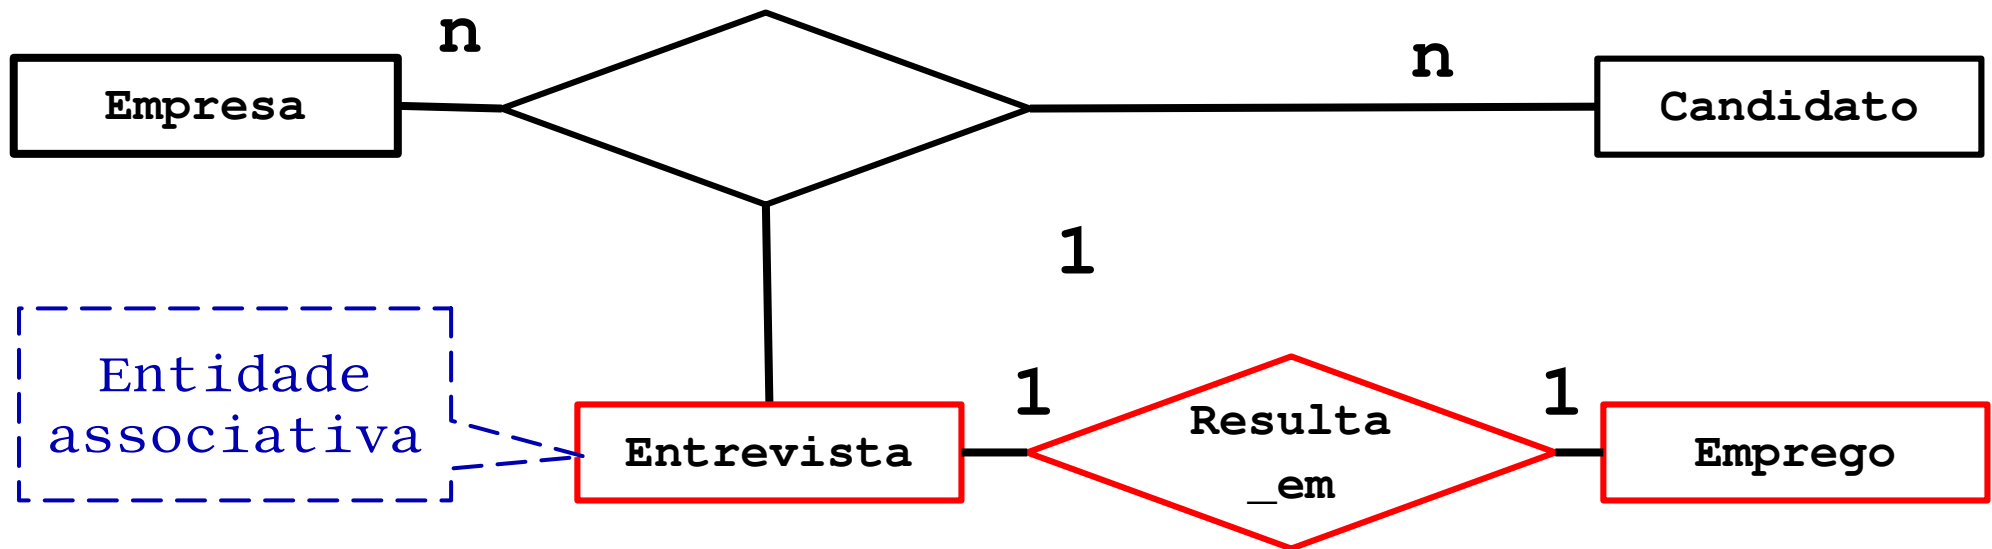 n
n
Empresa
Candidato
1
Entidade
associativa
1
1
Resulta
_em
Entrevista
Emprego